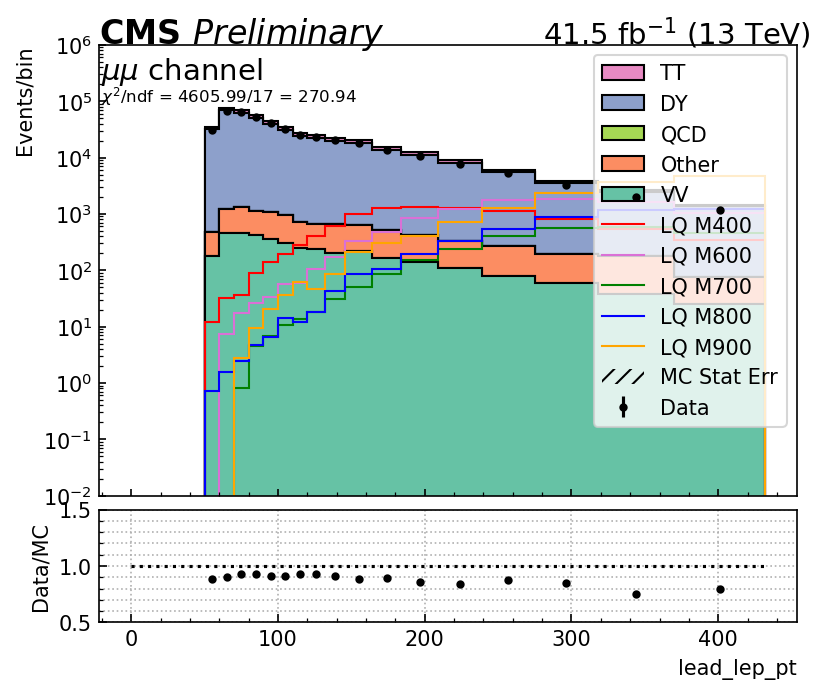 CMS Preliminary
41.5 fb⁻¹ (13 TeV)
μμ channel
χ²/ndf = 4605.99/17 = 270.94
Events/bin
10⁶
10⁵
10⁴
10³
10²
10¹
10⁰
10⁻¹
10⁻²
TT
DY
QCD
Other
VV
LQ M400
LQ M600
LQ M700
LQ M800
LQ M900
MC Stat Err
Data
Data/MC
1.5
1.0
0.5
0 100 200 300 400
lead_lep_pt